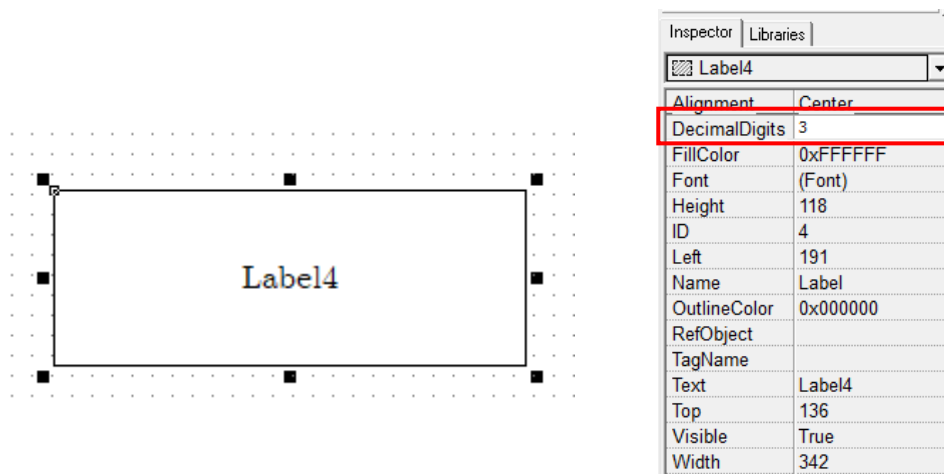 Label4
Inspector Libraries
Label4
Alignment Center
DecimalDigits 3
FillColor 0xFFFFFF
Font (Font)
Height 118
ID 4
Left 191
Name Label
OutlineColor 0x000000
RefObject
TagName
Text Label4
Top 136
Visible True
Width 342